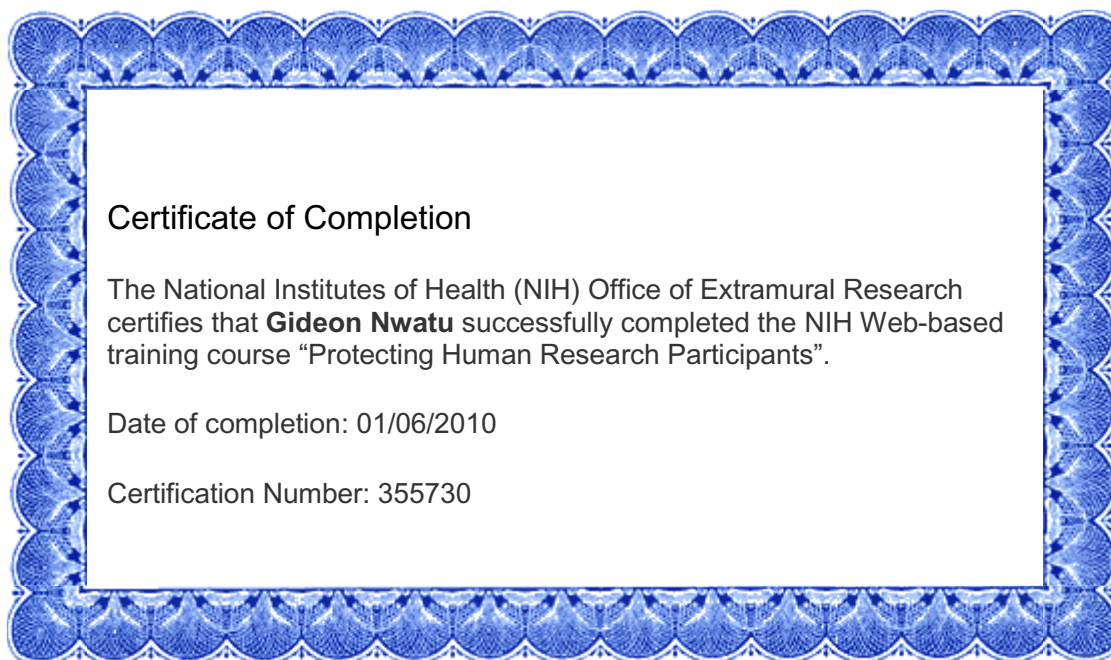 Certificate of Completion
The National Institutes of Health (NIH) Office of Extramural Research
certifies that Gideon Nwatu successfully completed the NIH Web-based
training course “Protecting Human Research Participants”.
Date of completion: 01/06/2010
Certification Number: 355730